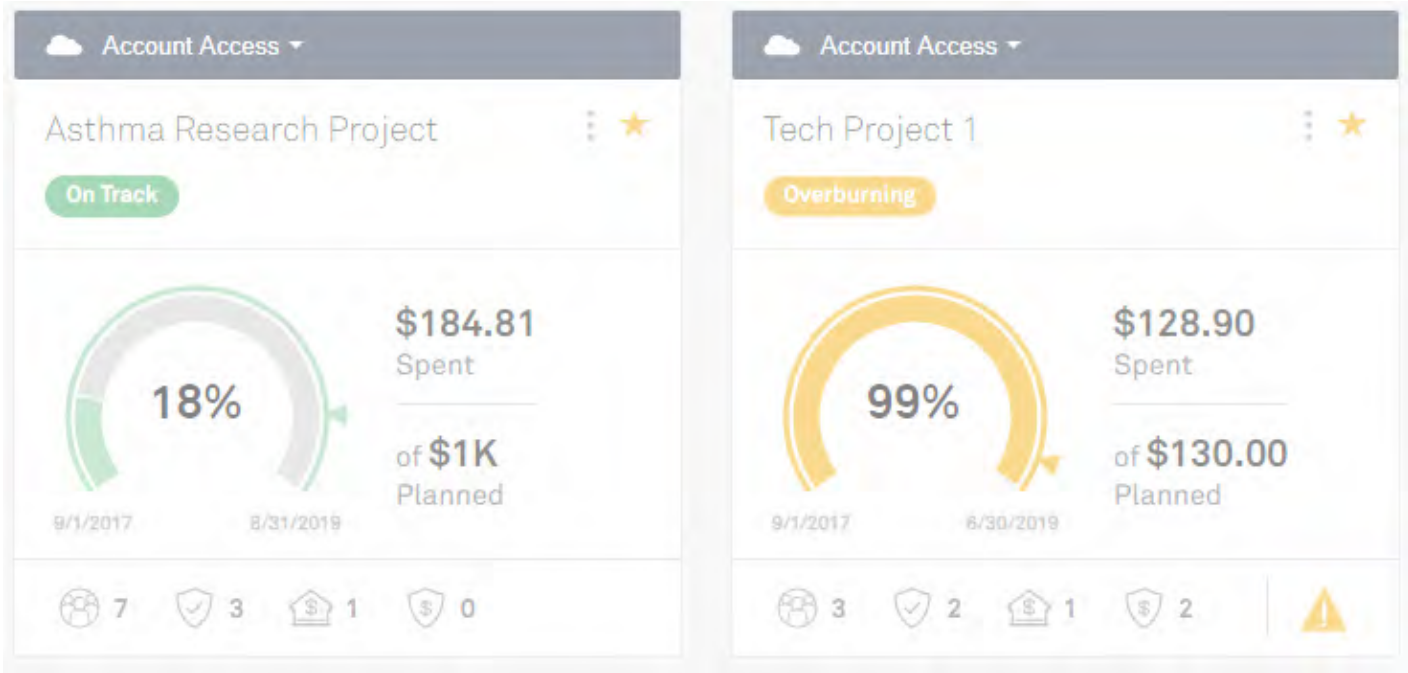 Account Access
Asthma Research Project
On Track
$184.81
Spent
18%
of $1K
Planned
9/1/2017 8/31/2019
7 3 1 0
Account Access
Tech Project 1
Overburning
$128.90
Spent
99%
of $130.00
Planned
9/1/2017 6/30/2019
3 2 1 2